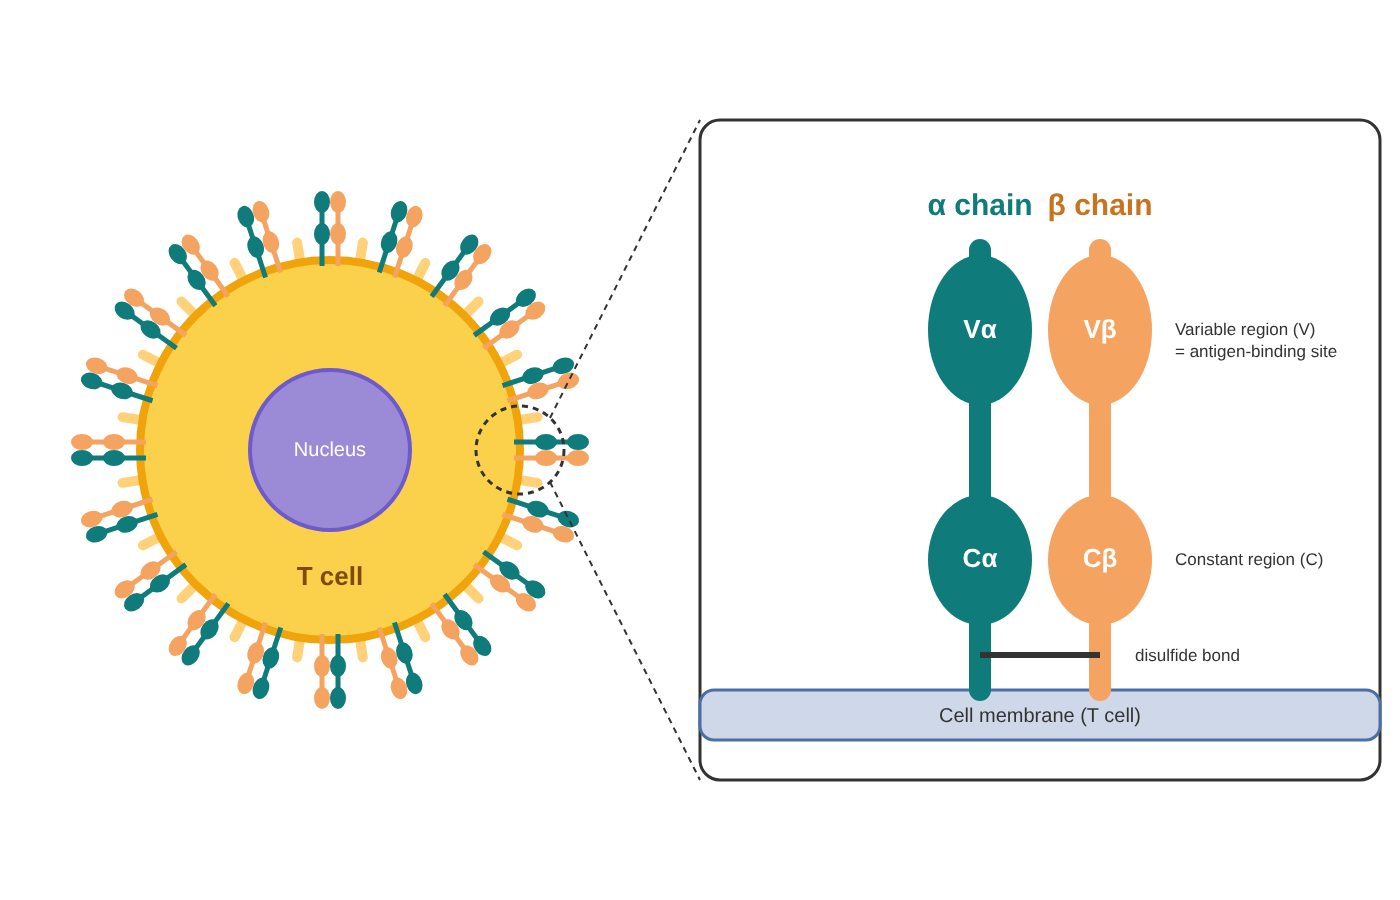 α chain β chain
Vα Vβ
Variable region (V)
= antigen-binding site
Nucleus
Cα Cβ
Constant region (C)
T cell
disulfide bond
Cell membrane (T cell)